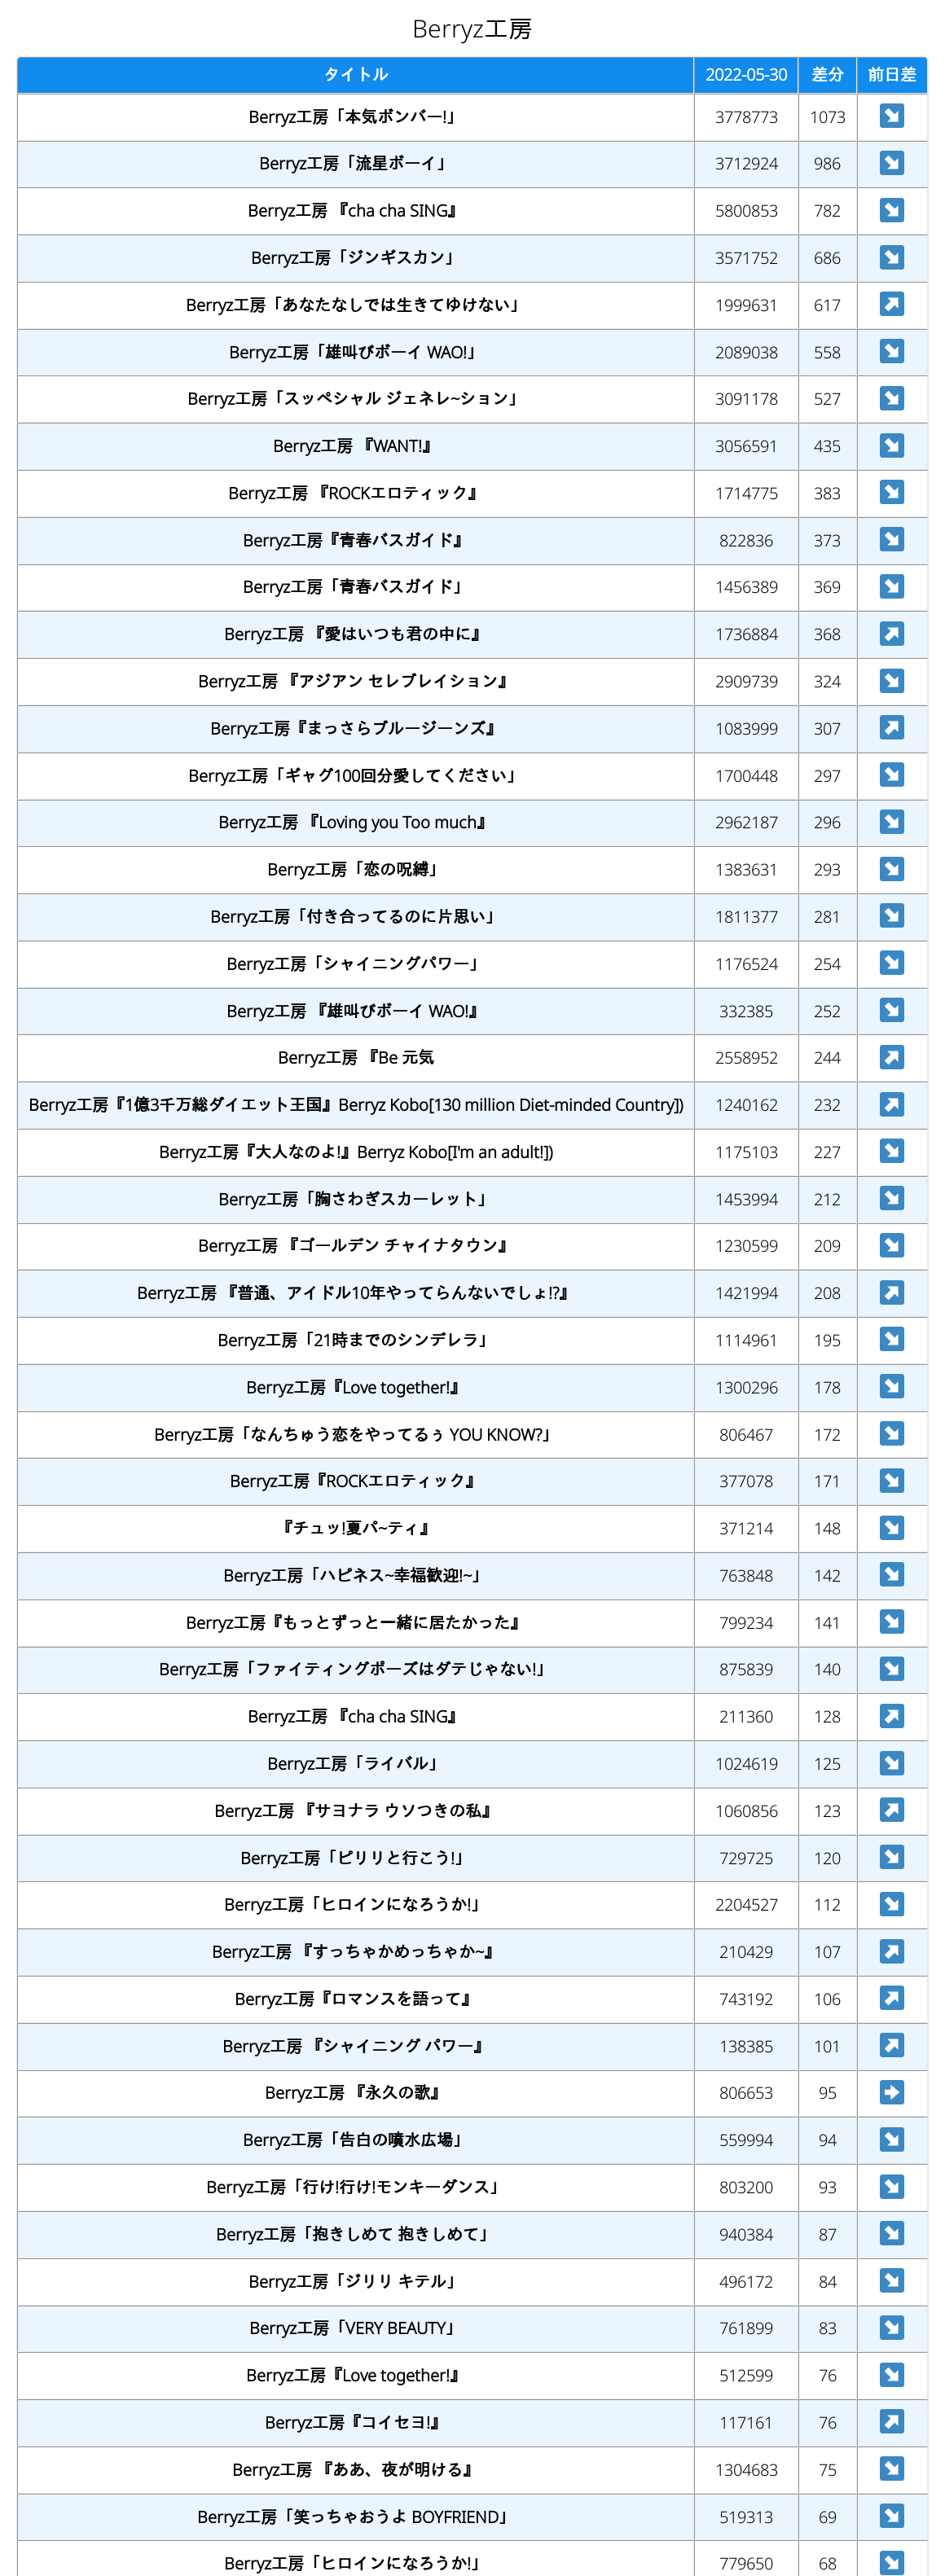 Berryz工房
タイトル 2022-05-30 差分 前日差
Berryz工房「本気ボンバー!」 3778773 1073 ↘
Berryz工房「流星ボーイ」 3712924 986 ↘
Berryz工房 『cha cha SING』 5800853 782 ↘
Berryz工房「ジンギスカン」 3571752 686 ↘
Berryz工房「あなたなしでは生きてゆけない」 1999631 617 ↗
Berryz工房「雄叫びボーイ WAO!」 2089038 558 ↘
Berryz工房「スッペシャル ジェネレ~ション」 3091178 527 ↘
Berryz工房 『WANT!』 3056591 435 ↘
Berryz工房 『ROCKエロティック』 1714775 383 ↘
Berryz工房『青春バスガイド』 822836 373 ↘
Berryz工房「青春バスガイド」 1456389 369 ↘
Berryz工房 『愛はいつも君の中に』 1736884 368 ↗
Berryz工房 『アジアン セレブレイション』 2909739 324 ↘
Berryz工房『まっさらブルージーンズ』 1083999 307 ↗
Berryz工房「ギャグ100回分愛してください」 1700448 297 ↘
Berryz工房 『Loving you Too much』 2962187 296 ↘
Berryz工房「恋の呪縛」 1383631 293 ↘
Berryz工房「付き合ってるのに片思い」 1811377 281 ↘
Berryz工房「シャイニングパワー」 1176524 254 ↘
Berryz工房 『雄叫びボーイ WAO!』 332385 252 ↘
Berryz工房 『Be 元気 2558952 244 ↗
Berryz工房『1億3千万総ダイエット王国』Berryz Kobo[130 million Diet-minded Country]) 1240162 232 ↗
Berryz工房『大人なのよ!』Berryz Kobo[I'm an adult!]) 1175103 227 ↘
Berryz工房「胸さわぎスカーレット」 1453994 212 ↘
Berryz工房 『ゴールデン チャイナタウン』 1230599 209 ↘
Berryz工房 『普通、アイドル10年やってらんないでしょ!?』 1421994 208 ↗
Berryz工房「21時までのシンデレラ」 1114961 195 ↘
Berryz工房『Love together!』 1300296 178 ↘
Berryz工房「なんちゅう恋をやってるぅ YOU KNOW?」 806467 172 ↘
Berryz工房『ROCKエロティック』 377078 171 ↘
『チュッ!夏パ~ティ』 371214 148 ↘
Berryz工房「ハピネス~幸福歓迎!~」 763848 142 ↘
Berryz工房『もっとずっと一緒に居たかった』 799234 141 ↘
Berryz工房「ファイティングポーズはダテじゃない!」 875839 140 ↘
Berryz工房 『cha cha SING』 211360 128 ↗
Berryz工房「ライバル」 1024619 125 ↘
Berryz工房 『サヨナラ ウソつきの私』 1060856 123 ↗
Berryz工房「ピリリと行こう!」 729725 120 ↘
Berryz工房「ヒロインになろうか!」 2204527 112 ↘
Berryz工房 『すっちゃかめっちゃか~』 210429 107 ↗
Berryz工房『ロマンスを語って』 743192 106 ↗
Berryz工房 『シャイニング パワー』 138385 101 ↗
Berryz工房 『永久の歌』 806653 95 ➡
Berryz工房「告白の噴水広場」 559994 94 ↘
Berryz工房「行け!行け!モンキーダンス」 803200 93 ↘
Berryz工房「抱きしめて 抱きしめて」 940384 87 ↘
Berryz工房「ジリリ キテル」 496172 84 ↘
Berryz工房「VERY BEAUTY」 761899 83 ↘
Berryz工房『Love together!』 512599 76 ↘
Berryz工房『コイセヨ!』 117161 76 ↗
Berryz工房 『ああ、夜が明ける』 1304683 75 ↘
Berryz工房「笑っちゃおうよ BOYFRIEND」 519313 69 ↘
Berryz工房「ヒロインになろうか!」 779650 68 ↘